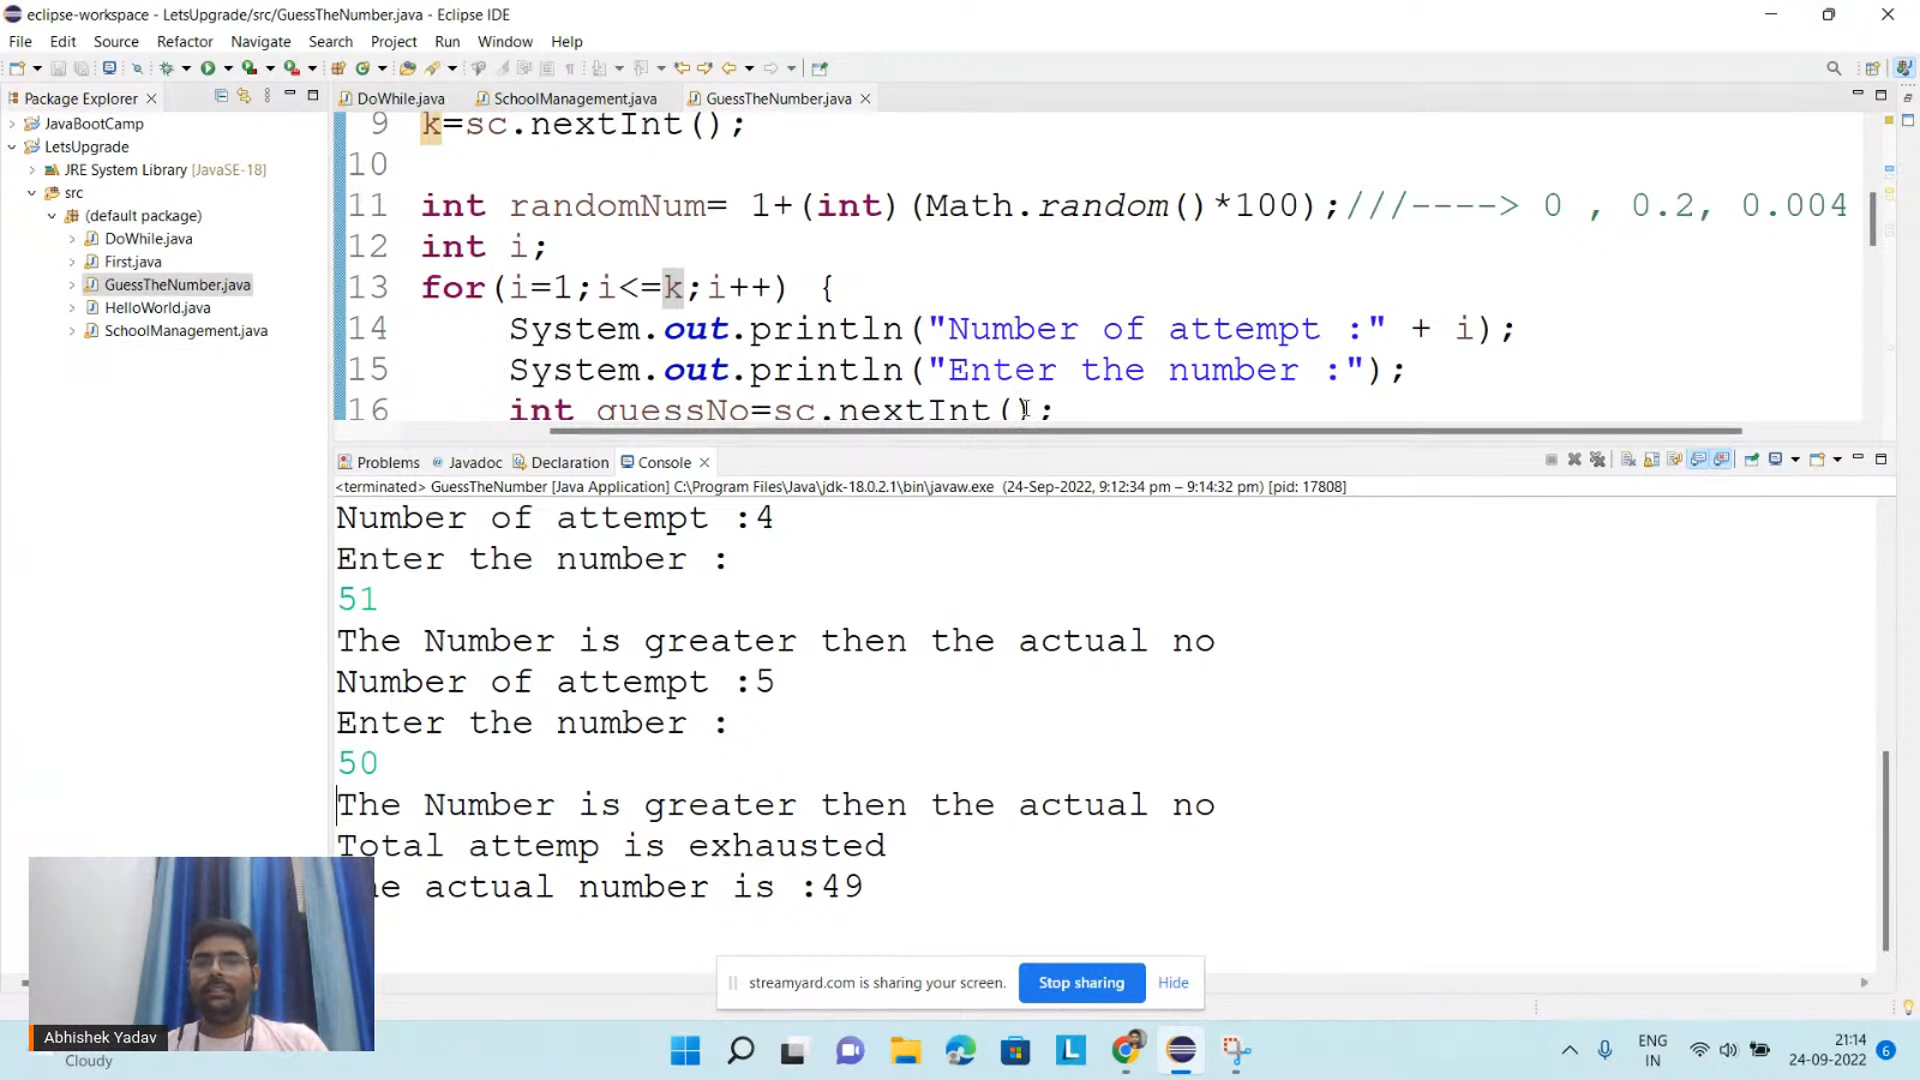 eclipse-workspace - LetsUpgrade/src/GuessTheNumber.java - Eclipse IDE
File Edit Source Refactor Navigate Search Project Run Window Help
Package Explorer
DoWhile.java SchoolManagement.java GuessTheNumber.java
JavaBootCamp
LetsUpgrade
JRE System Library [JavaSE-18]
src
(default package)
DoWhile.java
First.java
GuessTheNumber.java
HelloWorld.java
SchoolManagement.java
9 k=sc.nextInt();
10
11 int randomNum= 1+(int)(Math.random()*100);///----> 0 , 0.2, 0.004
12 int i;
13 for(i=1;i<=k;i++) {
14 System.out.println("Number of attempt :" + i);
15 System.out.println("Enter the number :");
16 int guessNo=sc.nextInt();
Problems Javadoc Declaration Console
<terminated> GuessTheNumber [Java Application] C:\Program Files\Java\jdk-18.0.2.1\bin\javaw.exe (24-Sep-2022, 9:12:34 pm – 9:14:32 pm) [pid: 17808]
Number of attempt :4
Enter the number :
51
The Number is greater then the actual no
Number of attempt :5
Enter the number :
50
The Number is greater then the actual no
Total attemp is exhausted
he actual number is :49
streamyard.com is sharing your screen. Stop sharing Hide
Abhishek Yadav
Cloudy
L
ENG
IN
21:14
24-09-2022
6